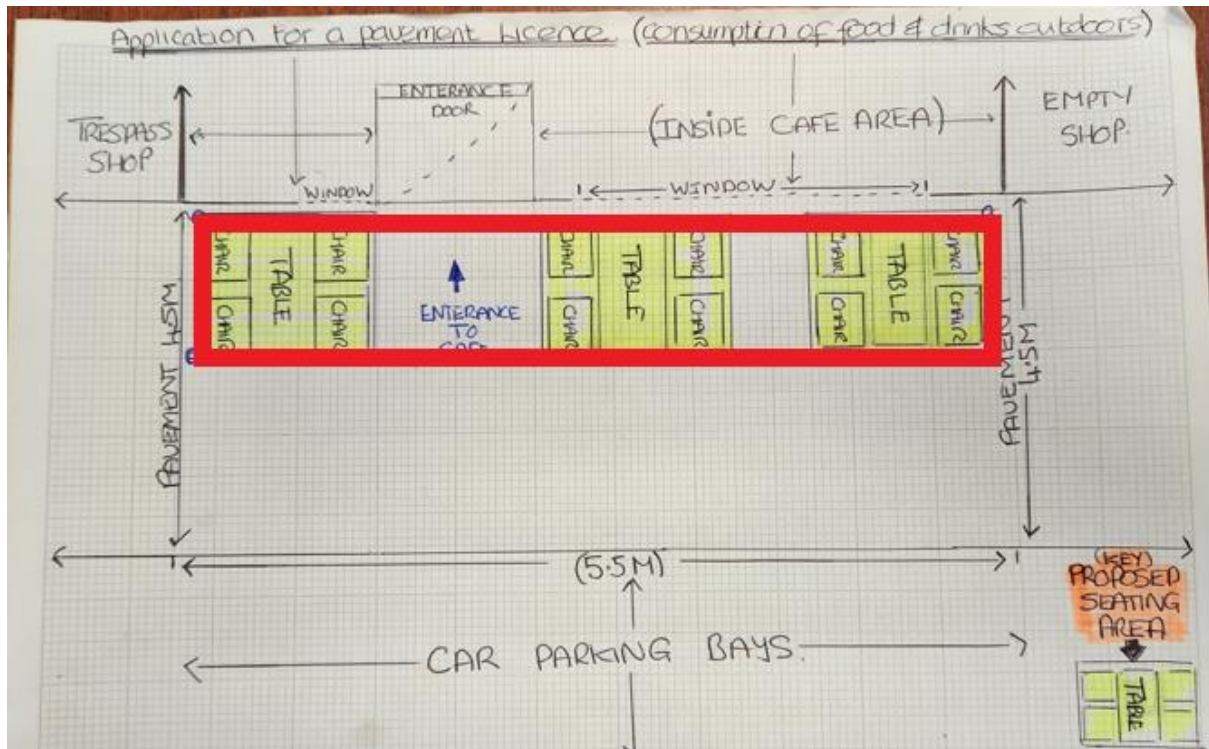 Application for a pavement Licence (consumption of food & drinks outdoors)
ENTERANCE
DOOR
TRESPASS
SHOP
(INSIDE CAFE AREA)
EMPTY
SHOP.
WINDOW
WINDOW
CHAIR
CHAIR
TABLE
CHAIR
CHAIR
ENTERANCE
TO
CAFE
CHAIR
CHAIR
TABLE
CHAIR
CHAIR
CHAIR
CHAIR
TABLE
CHAIR
CHAIR
PAVEMENT 4.5M
PAVEMENT
4.5M
(5.5M)
CAR PARKING BAYS.
(KEY)
PROPOSED
SEATING
AREA
TABLE